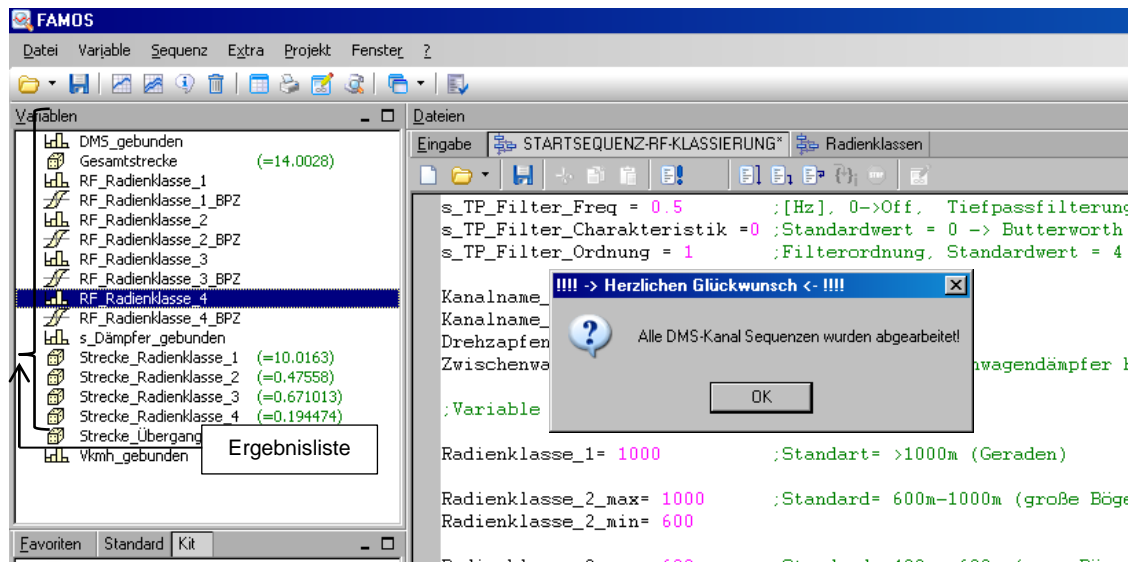 FAMOS
Datei Variable Sequenz Extra Projekt Fenster ?
Variablen
DMS_gebunden
Gesamtstrecke (=14.0028)
RF_Radienklasse_1
RF_Radienklasse_1_BPZ
RF_Radienklasse_2
RF_Radienklasse_2_BPZ
RF_Radienklasse_3
RF_Radienklasse_3_BPZ
RF_Radienklasse_4
RF_Radienklasse_4_BPZ
s_Dämpfer_gebunden
Strecke_Radienklasse_1 (=10.0163)
Strecke_Radienklasse_2 (=0.47558)
Strecke_Radienklasse_3 (=0.671013)
Strecke_Radienklasse_4 (=0.194474)
Strecke_Übergang
Vkmh_gebunden
Ergebnisliste
Favoriten Standard Kit
Dateien
Eingabe STARTSEQUENZ-RF-KLASSIERUNG* Radienklassen
s_TP_Filter_Freq = 0.5 ;[Hz], 0->Off, Tiefpassfilterung
s_TP_Filter_Charakteristik =0 ;Standardwert = 0 -> Butterworth
s_TP_Filter_Ordnung = 1 ;Filterordnung, Standardwert = 4
Kanalname_
Kanalname_
Drehzapfen
Zwischenwa nwagendämpfer
;Variable
!!!! -> Herzlichen Glückwunsch <- !!!!
Alle DMS-Kanal Sequenzen wurden abgearbeitet!
OK
Radienklasse_1= 1000 ;Standart= >1000m (Geraden)
Radienklasse_2_max= 1000 ;Standard= 600m-1000m (große Böge
Radienklasse_2_min= 600